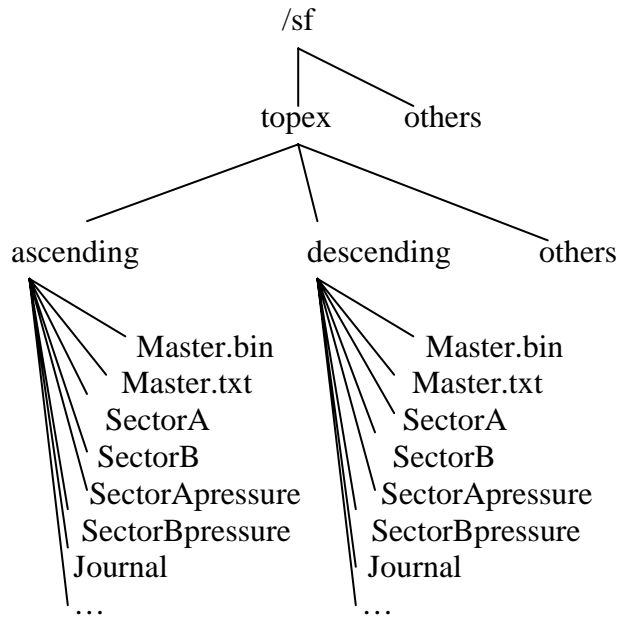 /sf
topex others
ascending descending others
Master.bin Master.bin
Master.txt Master.txt
SectorA SectorA
SectorB SectorB
SectorApressure SectorApressure
SectorBpressure SectorBpressure
Journal Journal
… …